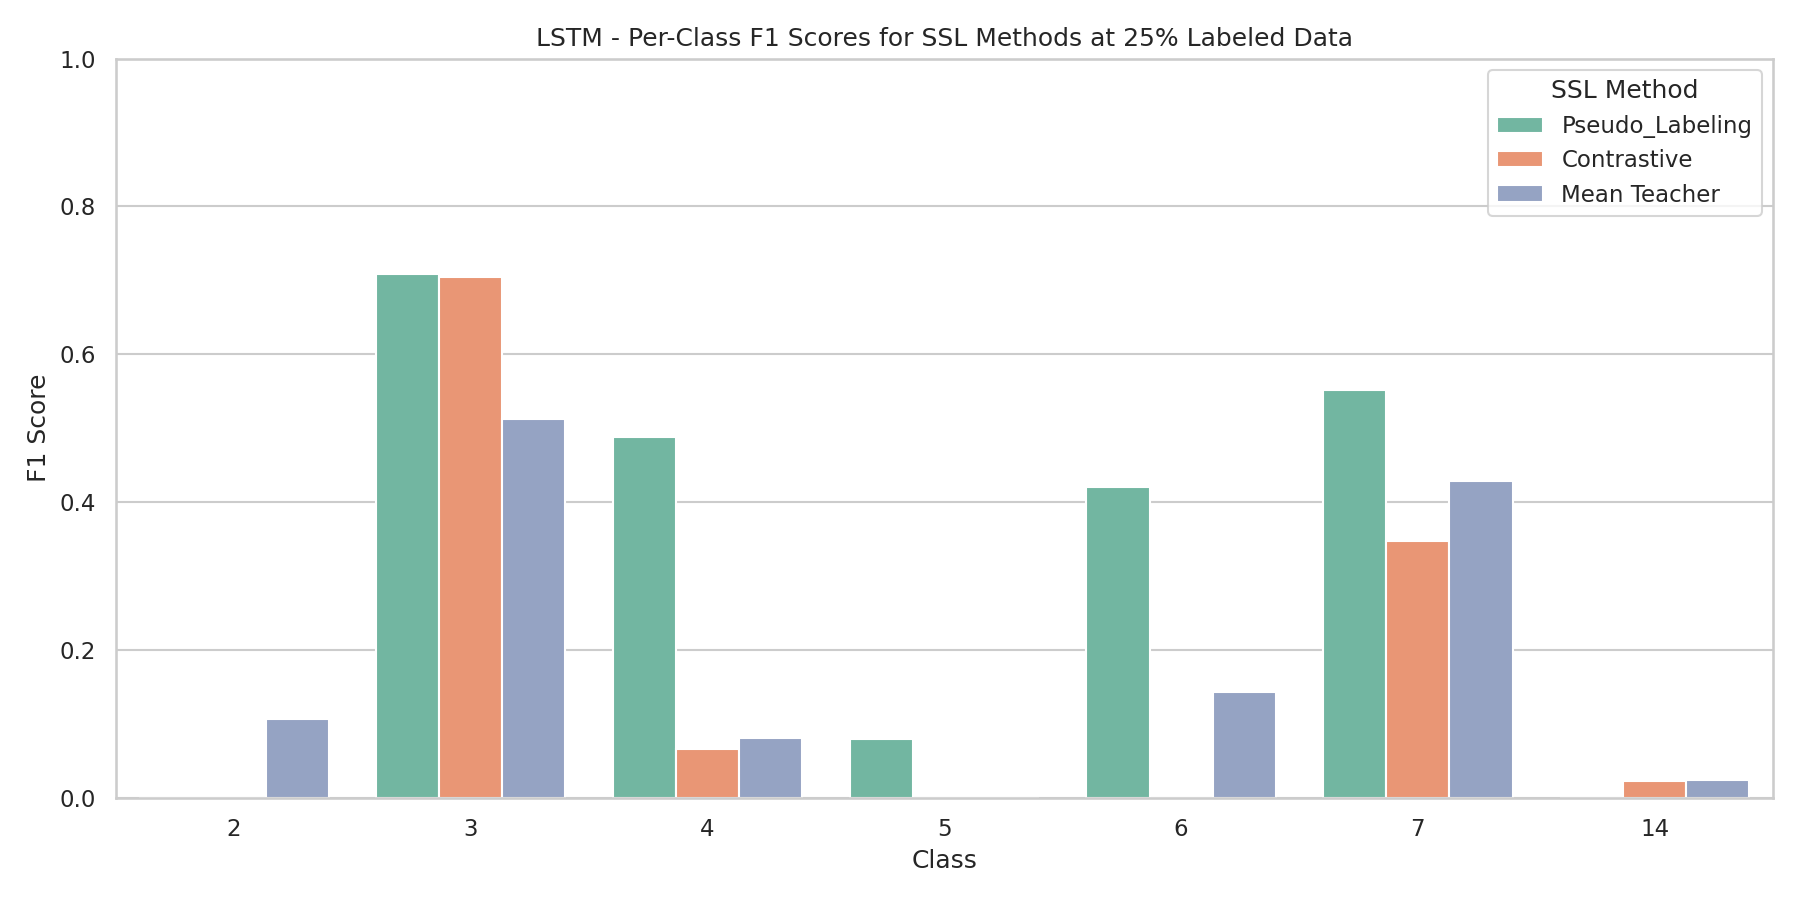 LSTM - Per-Class F1 Scores for SSL Methods at 25% Labeled Data
SSL Method
Pseudo_Labeling
Contrastive
Mean Teacher
1.0
0.8
0.6
0.4
0.2
0.0
F1 Score
2 3 4 5 6 7 14
Class